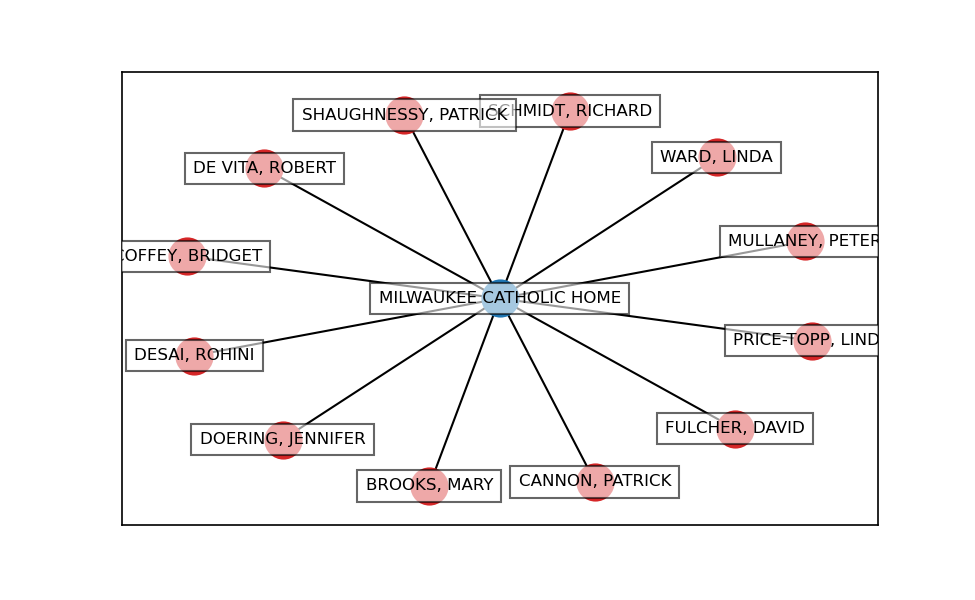 SHAUGHNESSY, PATRICK
SCHMIDT, RICHARD
WARD, LINDA
DE VITA, ROBERT
MULLANEY, PETER
COFFEY, BRIDGET
MILWAUKEE CATHOLIC HOME
PRICE-TOPP, LIND
DESAI, ROHINI
FULCHER, DAVID
DOERING, JENNIFER
CANNON, PATRICK
BROOKS, MARY